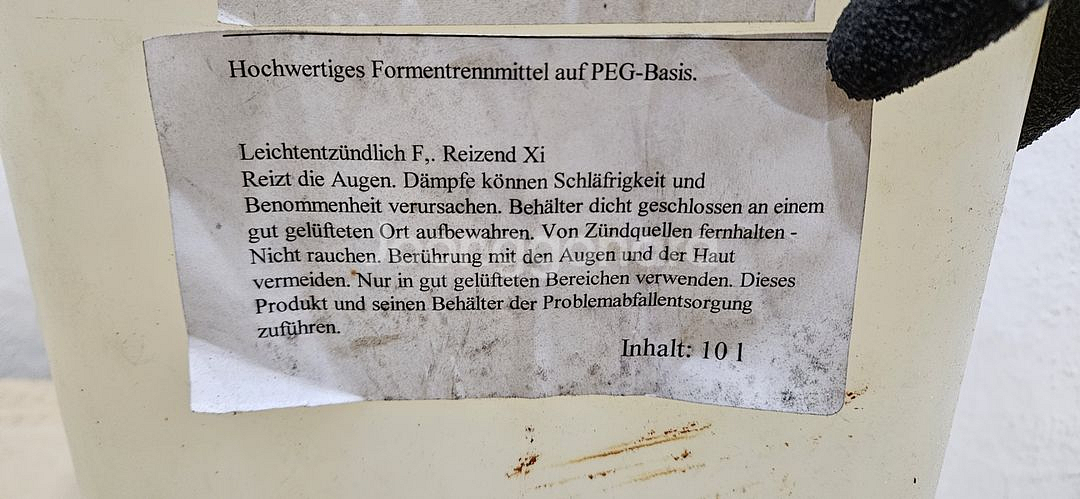 Hochwertiges Formentrennmittel auf PEG-Basis.
Leichtentzündlich F,. Reizend Xi
Reizt die Augen. Dämpfe können Schläfrigkeit und
Benommenheit verursachen. Behälter dicht geschlossen an einem
gut gelüfteten Ort aufbewahren. Von Zündquellen fernhalten -
Nicht rauchen. Berührung mit den Augen und der Haut
vermeiden. Nur in gut gelüfteten Bereichen verwenden. Dieses
Produkt und seinen Behälter der Problemabfallentsorgung
zuführen.
Inhalt: 10 l